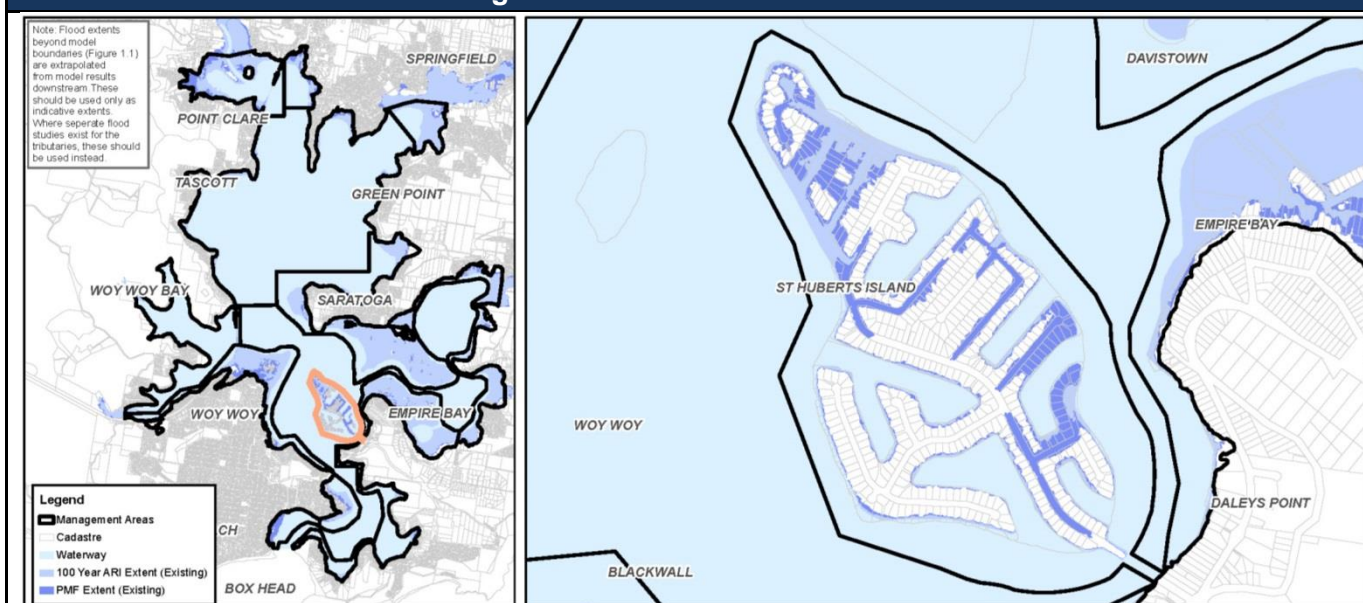 Note: Flood extents
beyond model
boundaries (Figure 1.1)
are extrapolated
from model results
downstream.These
should be used only as
indicative extents.
Where seperate flood
studies exist for the
tributaries, these should
be used instead.
SPRINGFIELD
POINT CLARE
TASCOTT
GREEN POINT
WOY WOY BAY
SARATOGA
WOY WOY
EMPIRE BAY
CH
BOX HEAD
Legend
Management Areas
Cadastre
Waterway
100 Year ARI Extent (Existing)
PMF Extent (Existing)
DAVISTOWN
EMPIRE BAY
ST HUBERTS ISLAND
WOY WOY
DALEYS POINT
BLACKWALL